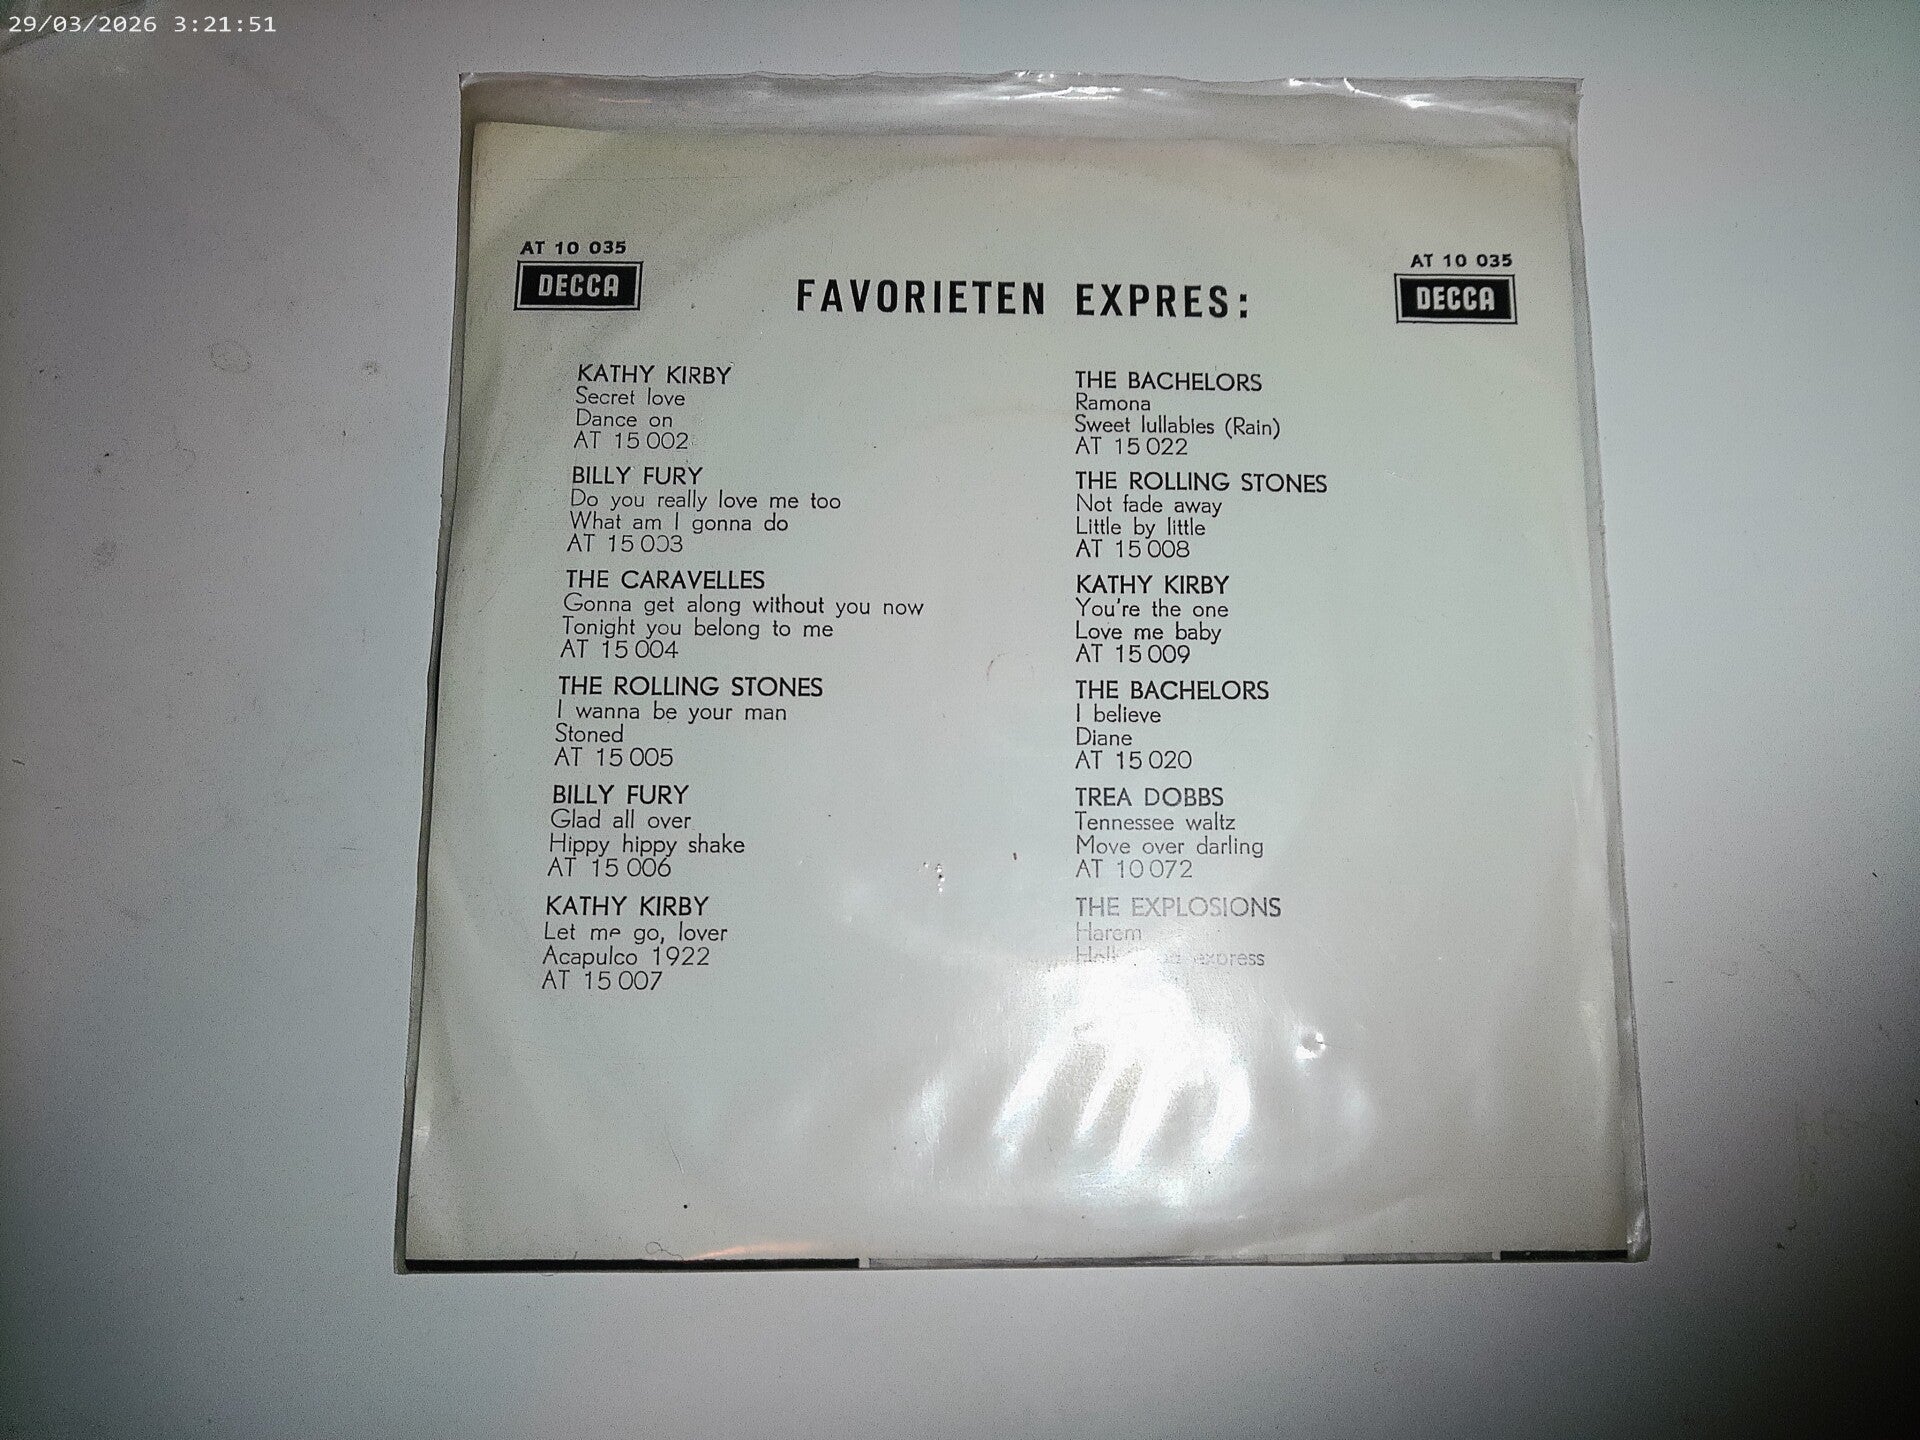 29/03/2026 3:21:51
AT 10 035
DECCA
FAVORIETEN EXPRES:
AT 10 035
DECCA
KATHY KIRBY
Secret love
Dance on
AT 15 002
BILLY FURY
Do you really love me too
What am I gonna do
AT 15 003
THE CARAVELLES
Gonna get along without you now
Tonight you belong to me
AT 15 004
THE ROLLING STONES
I wanna be your man
Stoned
AT 15 005
BILLY FURY
Glad all over
Hippy hippy shake
AT 15 006
KATHY KIRBY
Let me go, lover
Acapulco 1922
AT 15 007
THE BACHELORS
Ramona
Sweet lullabies (Rain)
AT 15 022
THE ROLLING STONES
Not fade away
Little by little
AT 15 008
KATHY KIRBY
You're the one
Love me baby
AT 15 009
THE BACHELORS
I believe
Diane
AT 15 020
TREA DOBBS
Tennessee waltz
Move over darling
AT 10 072
THE EXPLOSIONS
Harem
express